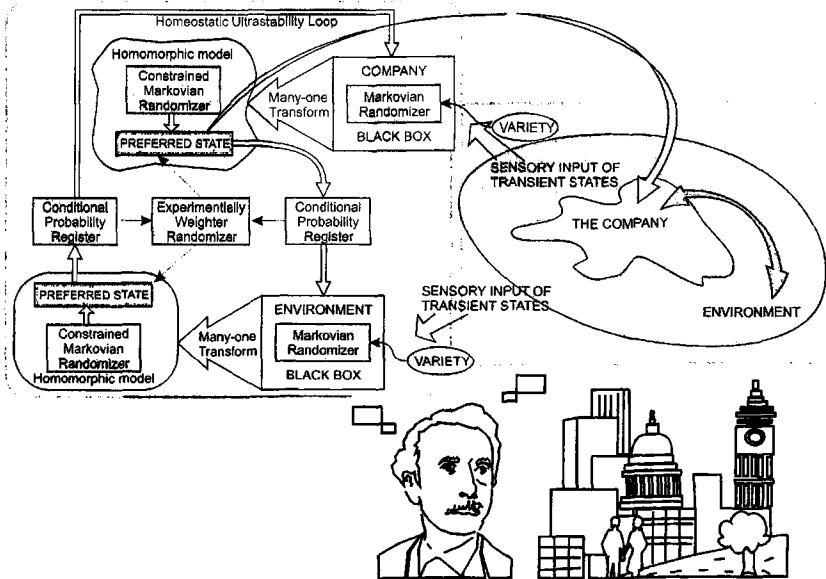 Homeostatic Ultrastability Loop
Homomorphic model
Constrained
Markovian
Randomizer
PREFERRED STATE
Many-one
Transform
COMPANY
Markovian
Randomizer
BLACK BOX
VARIETY
SENSORY INPUT OF
TRANSIENT STATES
THE COMPANY
ENVIRONMENT
Conditional
Probability
Register
Experimentially
Weighter
Randomizer
Conditional
Probability
Register
PREFERRED STATE
Constrained
Markovian
Randomizer
Homomorphic model
Many-one
Transform
ENVIRONMENT
Markovian
Randomizer
BLACK BOX
SENSORY INPUT OF
TRANSIENT STATES
VARIETY